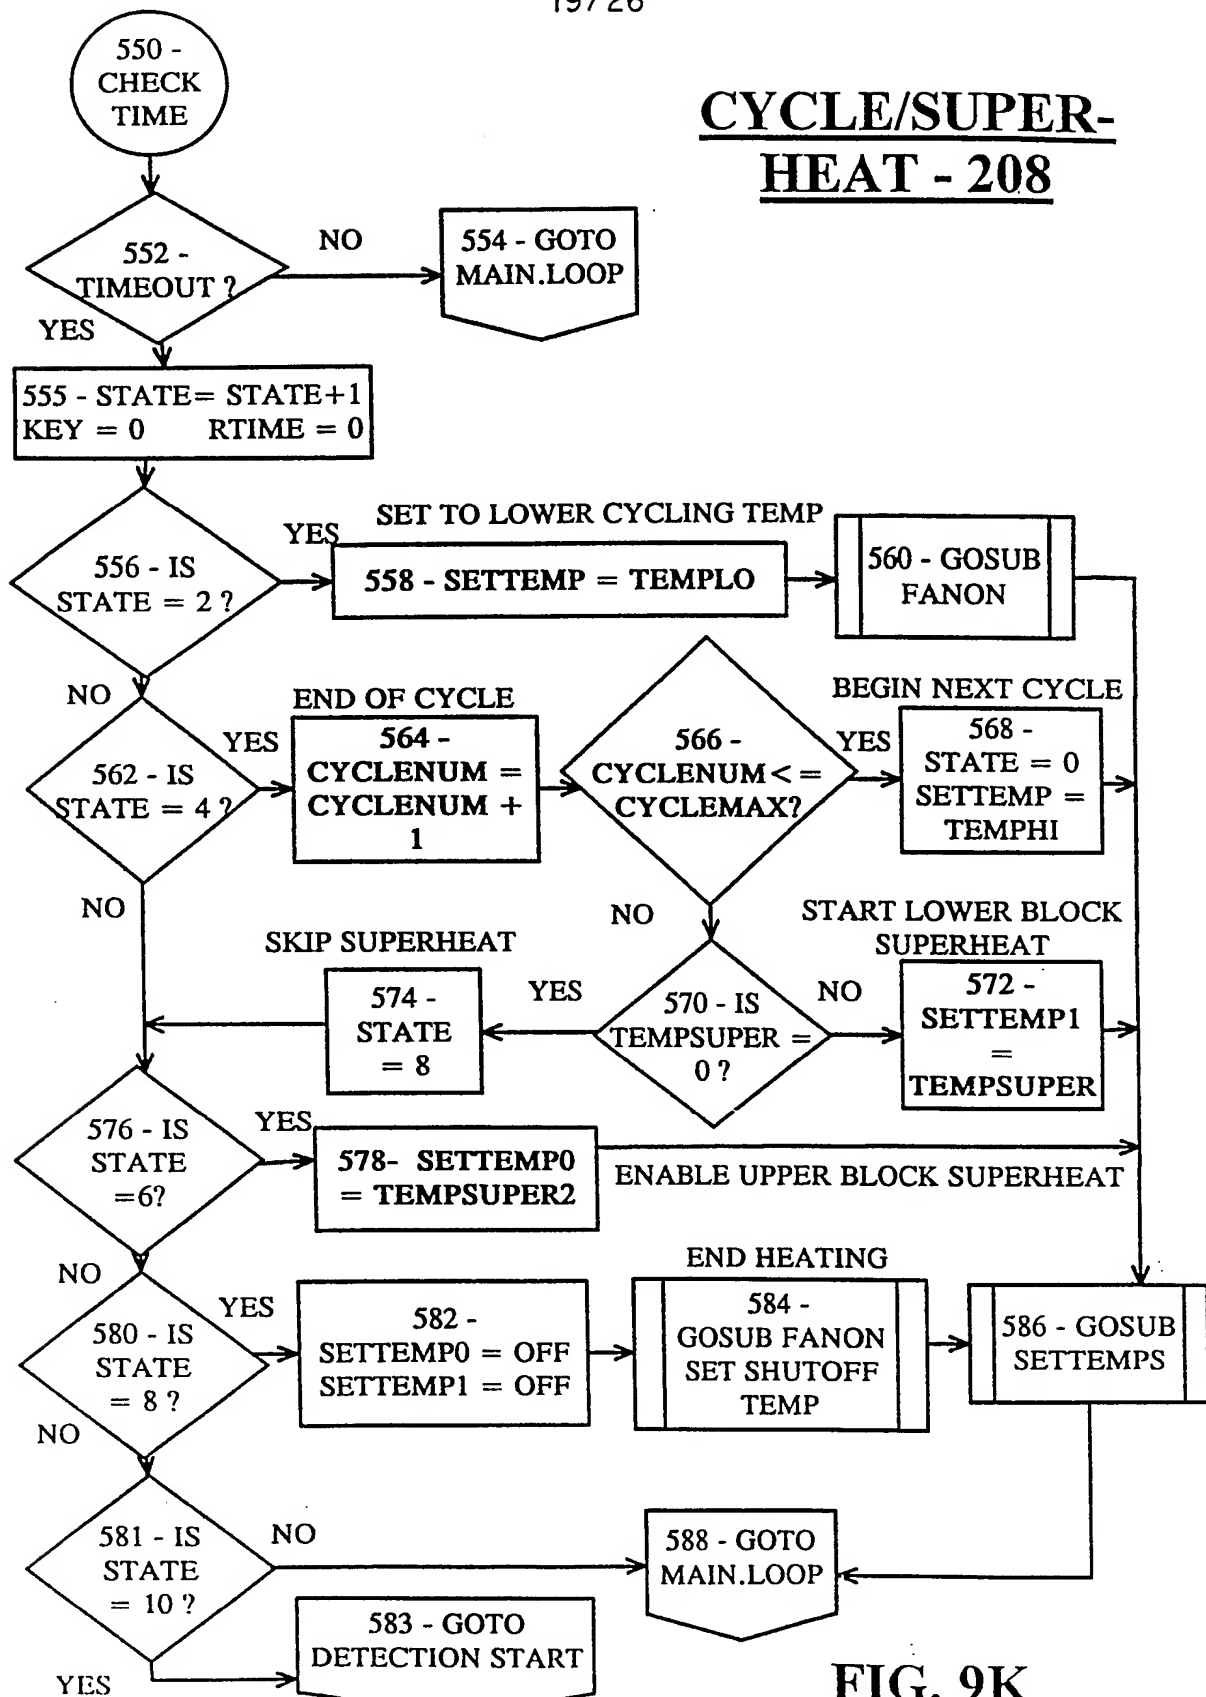 19/26
CYCLE/SUPER-
HEAT - 208
550 -
CHECK
TIME
552 -
TIMEOUT ?
NO
554 - GOTO
MAIN.LOOP
YES
555 - STATE= STATE+1
KEY = 0 RTIME = 0
556 - IS
STATE = 2 ?
YES
SET TO LOWER CYCLING TEMP
558 - SETTEMP = TEMPLO
560 - GOSUB
FANON
NO
562 - IS
STATE = 4 ?
YES
END OF CYCLE
564 -
CYCLENUM =
CYCLENUM +
1
566 -
CYCLENUM < =
CYCLEMAX?
YES
BEGIN NEXT CYCLE
568 -
STATE = 0
SETTEMP =
TEMPHI
NO
NO
START LOWER BLOCK
SUPERHEAT
570 - IS
TEMPSUPER =
0 ?
NO
572 -
SETTEMP1
=
TEMPSUPER
YES
SKIP SUPERHEAT
574 -
STATE
= 8
576 - IS
STATE
=6?
YES
578- SETTEMP0
= TEMPSUPER2
ENABLE UPPER BLOCK SUPERHEAT
NO
580 - IS
STATE
= 8 ?
YES
582 -
SETTEMP0 = OFF
SETTEMP1 = OFF
END HEATING
584 -
GOSUB FANON
SET SHUTOFF
TEMP
586 - GOSUB
SETTEMPS
NO
581 - IS
STATE
= 10 ?
NO
588 - GOTO
MAIN.LOOP
YES
583 - GOTO
DETECTION START
FIG. 9K